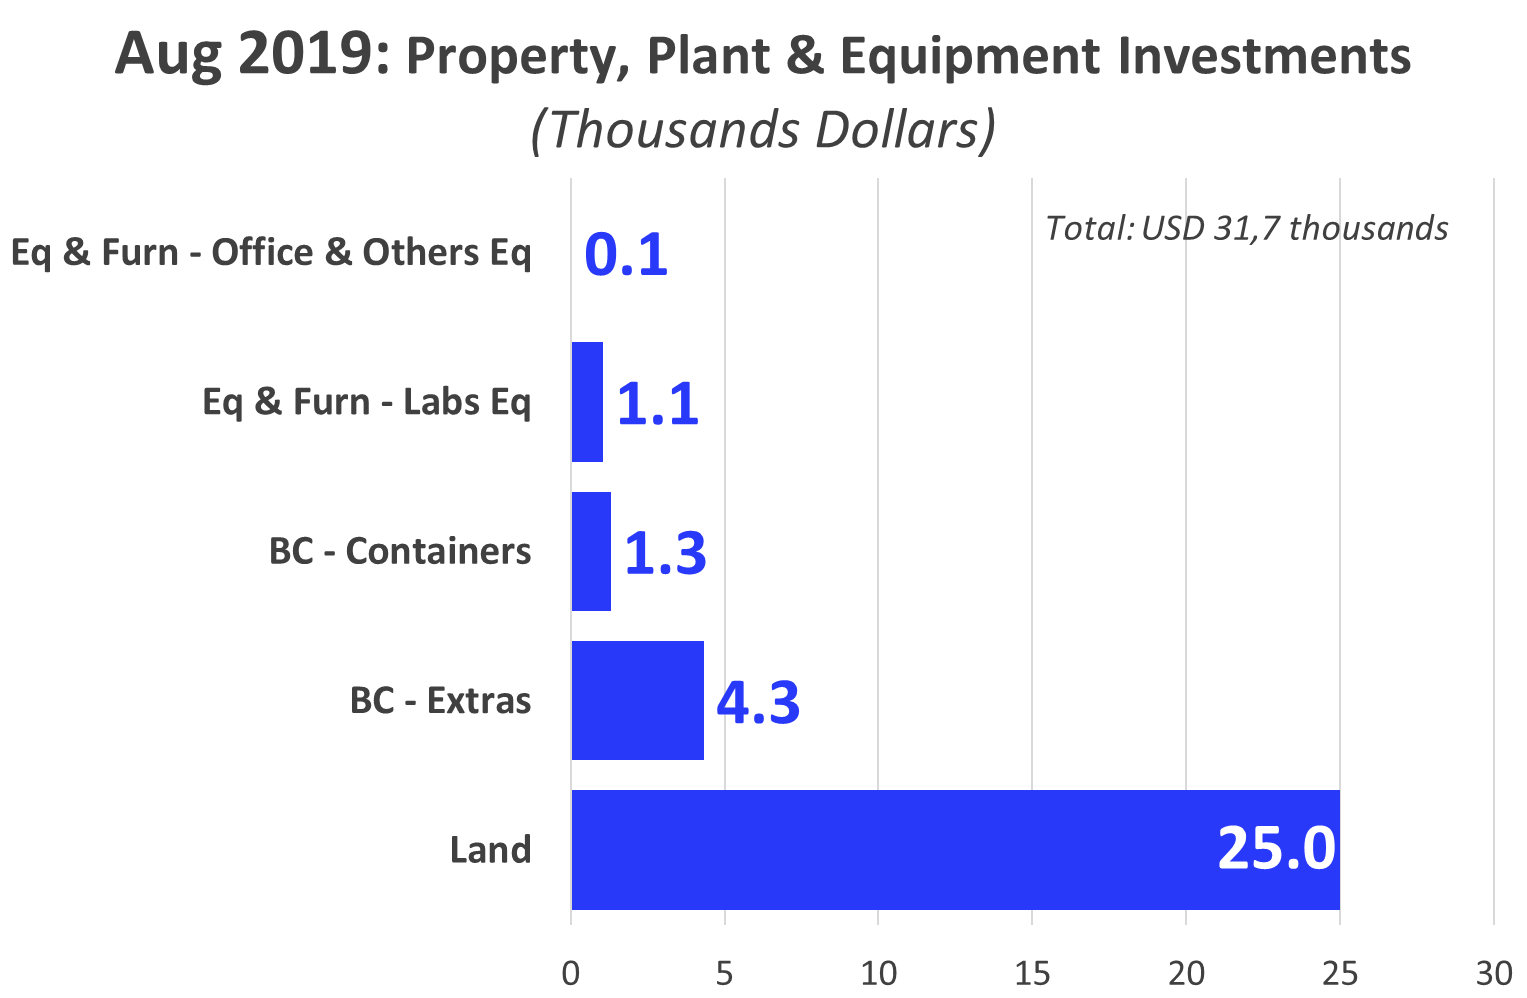 Aug 2019: Property, Plant & Equipment Investments
(Thousands Dollars)
Total: USD 31,7 thousands
Eq & Furn - Office & Others Eq 0.1
Eq & Furn - Labs Eq 1.1
BC - Containers 1.3
BC - Extras 4.3
Land 25.0
0 5 10 15 20 25 30